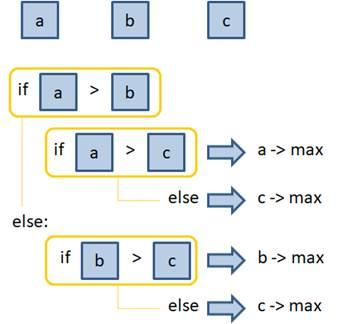 a b c
if a > b
if a > c a -> max
else c -> max
else:
if b > c b -> max
else c -> max